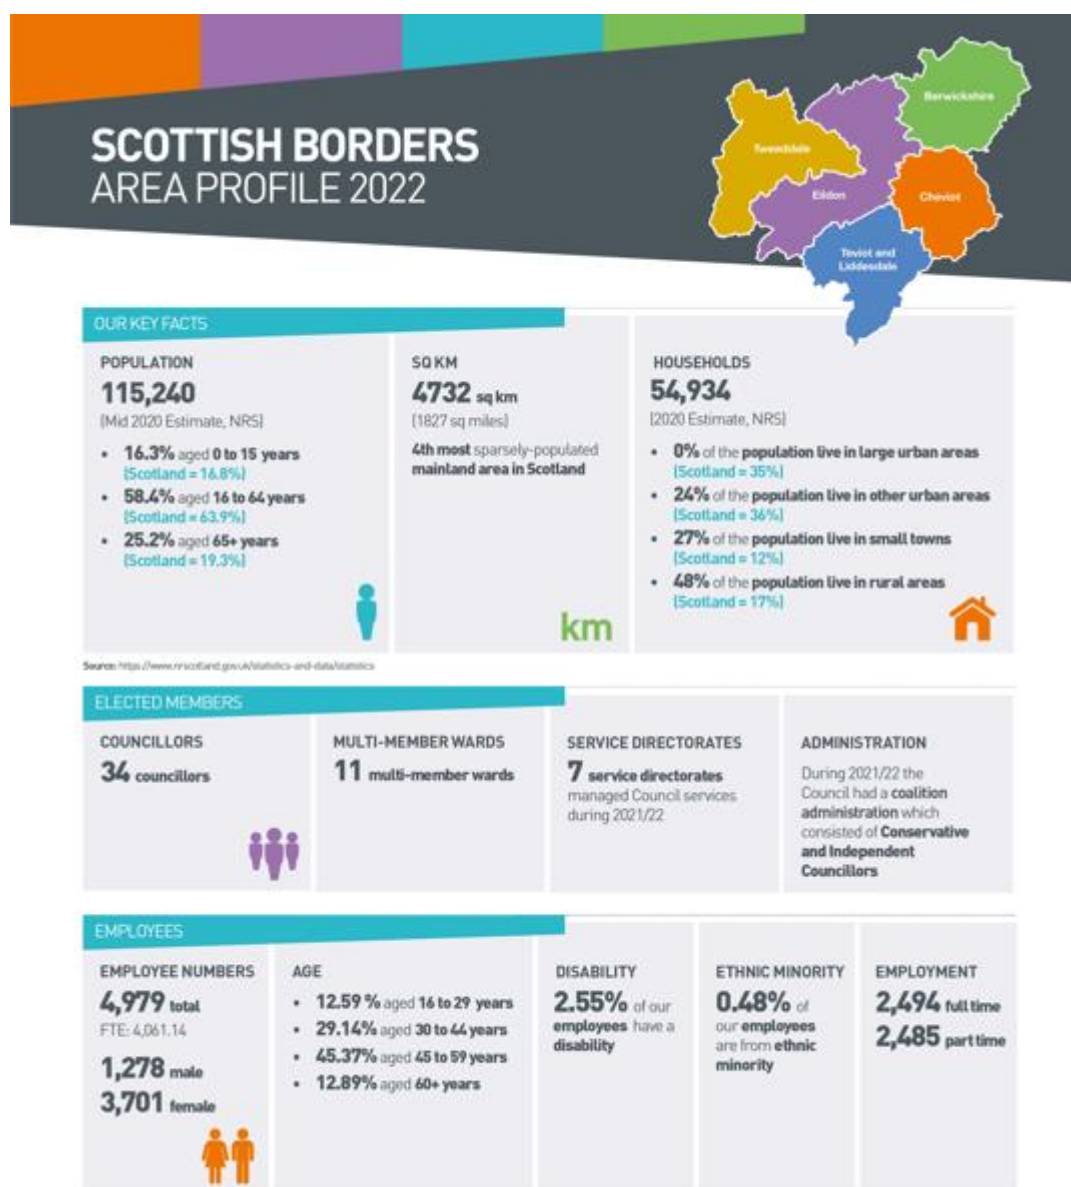 SCOTTISH BORDERS
AREA PROFILE 2022
Berwickshire
Tweeddale
Eildon
Cheviot
Teviot and
Liddesdale
OUR KEY FACTS
POPULATION
115,240
(Mid 2020 Estimate, NRS)
• 16.3% aged 0 to 15 years
(Scotland = 16.8%)
• 58.4% aged 16 to 64 years
(Scotland = 63.9%)
• 25.2% aged 65+ years
(Scotland = 19.3%)
SQ KM
4732 sq km
(1827 sq miles)
4th most sparsely-populated
mainland area in Scotland
km
HOUSEHOLDS
54,934
(2020 Estimate, NRS)
• 0% of the population live in large urban areas
(Scotland = 35%)
• 24% of the population live in other urban areas
(Scotland = 36%)
• 27% of the population live in small towns
(Scotland = 12%)
• 48% of the population live in rural areas
(Scotland = 17%)
Source: https://www.nrscotland.gov.uk/statistics-and-data/statistics
ELECTED MEMBERS
COUNCILLORS
34 councillors
MULTI-MEMBER WARDS
11 multi-member wards
SERVICE DIRECTORATES
7 service directorates
managed Council services
during 2021/22
ADMINISTRATION
During 2021/22 the
Council had a coalition
administration which
consisted of Conservative
and Independent
Councillors
EMPLOYEES
EMPLOYEE NUMBERS
4,979 total
FTE: 4,061.14
1,278 male
3,701 female
AGE
• 12.59 % aged 16 to 29 years
• 29.14% aged 30 to 44 years
• 45.37% aged 45 to 59 years
• 12.89% aged 60+ years
DISABILITY
2.55% of our
employees have a
disability
ETHNIC MINORITY
0.48% of
our employees
are from ethnic
minority
EMPLOYMENT
2,494 full time
2,485 part time